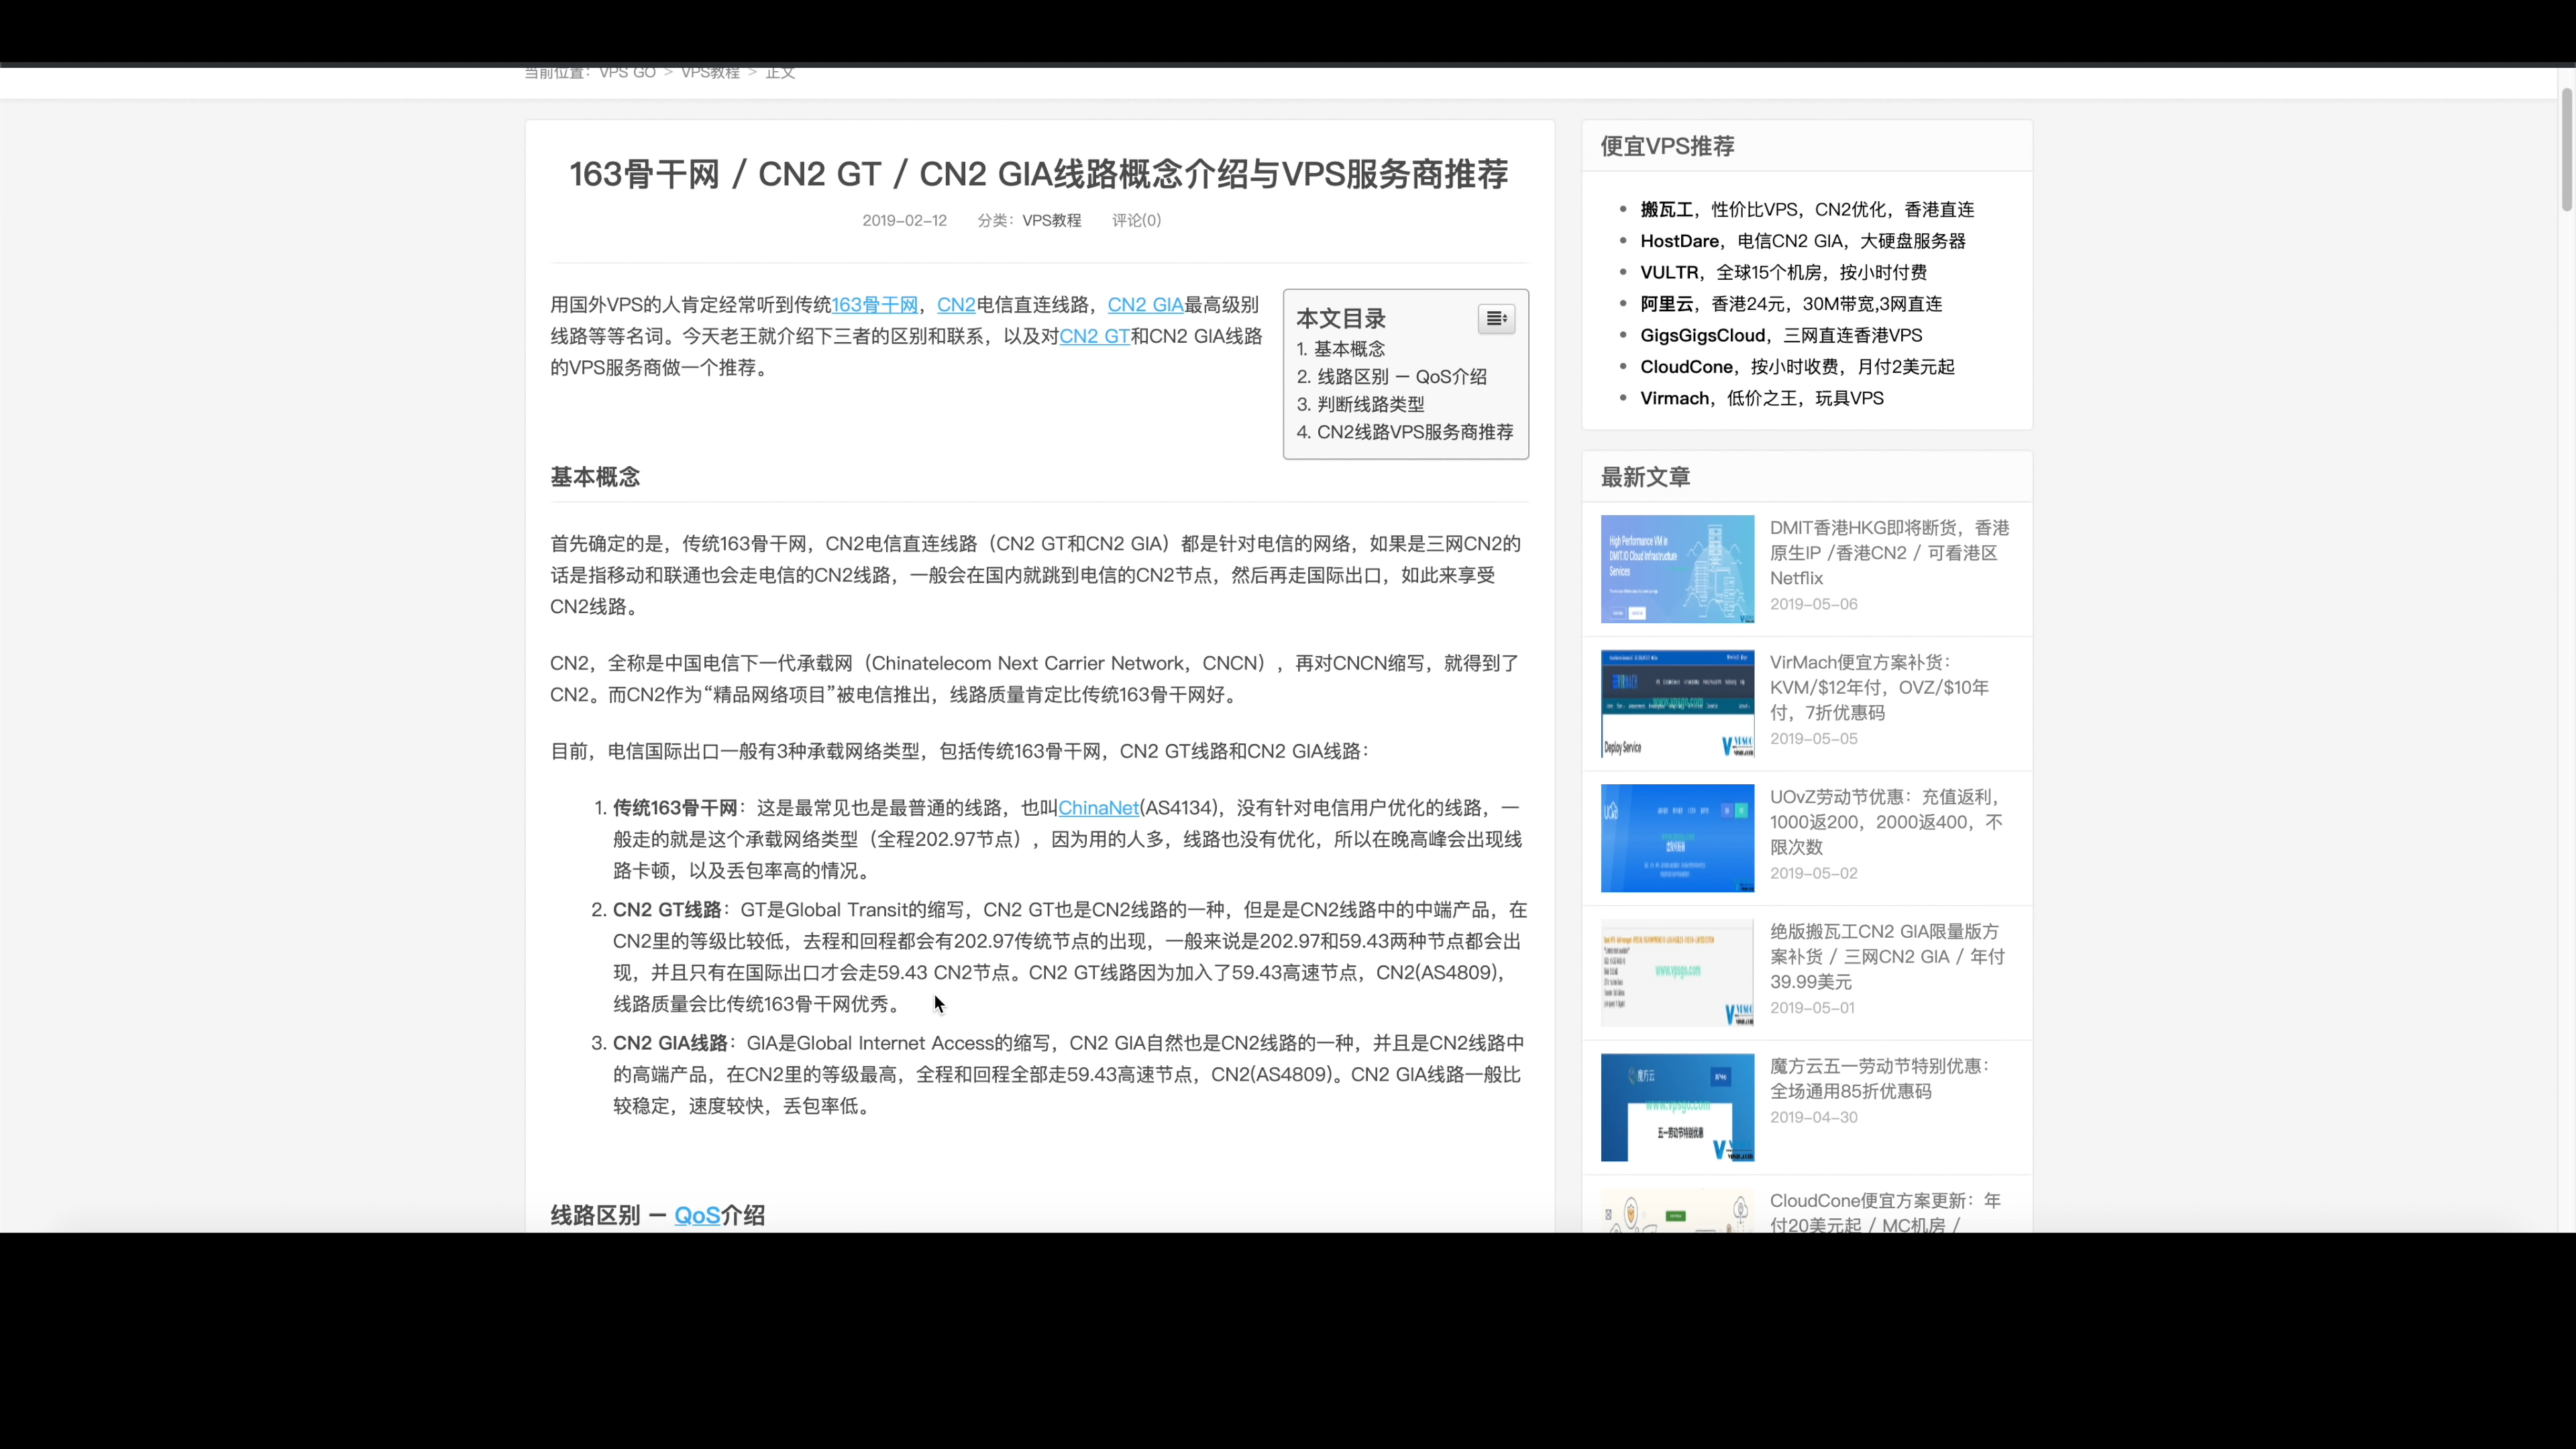 当前位置：VPS GO > VPS教程 > 正文
163骨干网 / CN2 GT / CN2 GIA线路概念介绍与VPS服务商推荐
2019-02-12 分类：VPS教程 评论(0)
用国外VPS的人肯定经常听到传统163骨干网，CN2电信直连线路，CN2 GIA最高级别
线路等等名词。今天老王就介绍下三者的区别和联系，以及对CN2 GT和CN2 GIA线路
的VPS服务商做一个推荐。
本文目录
1. 基本概念
2. 线路区别 — QoS介绍
3. 判断线路类型
4. CN2线路VPS服务商推荐
基本概念
首先确定的是，传统163骨干网，CN2电信直连线路（CN2 GT和CN2 GIA）都是针对电信的网络，如果是三网CN2的
话是指移动和联通也会走电信的CN2线路，一般会在国内就跳到电信的CN2节点，然后再走国际出口，如此来享受
CN2线路。
CN2，全称是中国电信下一代承载网（Chinatelecom Next Carrier Network，CNCN），再对CNCN缩写，就得到了
CN2。而CN2作为“精品网络项目”被电信推出，线路质量肯定比传统163骨干网好。
目前，电信国际出口一般有3种承载网络类型，包括传统163骨干网，CN2 GT线路和CN2 GIA线路：
1. 传统163骨干网：这是最常见也是最普通的线路，也叫ChinaNet(AS4134)，没有针对电信用户优化的线路，一
般走的就是这个承载网络类型（全程202.97节点），因为用的人多，线路也没有优化，所以在晚高峰会出现线
路卡顿，以及丢包率高的情况。
2. CN2 GT线路：GT是Global Transit的缩写，CN2 GT也是CN2线路的一种，但是是CN2线路中的中端产品，在
CN2里的等级比较低，去程和回程都会有202.97传统节点的出现，一般来说是202.97和59.43两种节点都会出
现，并且只有在国际出口才会走59.43 CN2节点。CN2 GT线路因为加入了59.43高速节点，CN2(AS4809)，
线路质量会比传统163骨干网优秀。
3. CN2 GIA线路：GIA是Global Internet Access的缩写，CN2 GIA自然也是CN2线路的一种，并且是CN2线路中
的高端产品，在CN2里的等级最高，全程和回程全部走59.43高速节点，CN2(AS4809)。CN2 GIA线路一般比
较稳定，速度较快，丢包率低。
线路区别 — QoS介绍
便宜VPS推荐
搬瓦工，性价比VPS，CN2优化，香港直连
HostDare，电信CN2 GIA，大硬盘服务器
VULTR，全球15个机房，按小时付费
阿里云，香港24元，30M带宽,3网直连
GigsGigsCloud，三网直连香港VPS
CloudCone，按小时收费，月付2美元起
Virmach，低价之王，玩具VPS
最新文章
High Performance VM in
DMIT.IO Cloud Infrastructure
Services
DMIT香港HKG即将断货，香港
原生IP /香港CN2 / 可看港区
Netflix
2019-05-06
Deploy Service
VirMach便宜方案补货：
KVM/$12年付，OVZ/$10年
付，7折优惠码
2019-05-05
UOvZ劳动节优惠：充值返利，
1000返200，2000返400，不
限次数
2019-05-02
www.vpsgo.com
绝版搬瓦工CN2 GIA限量版方
案补货 / 三网CN2 GIA / 年付
39.99美元
2019-05-01
魔方云
www.vpsgo.com
五一劳动节特别优惠
魔方云五一劳动节特别优惠：
全场通用85折优惠码
2019-04-30
CloudCone便宜方案更新：年
付20美元起 / MC机房 /